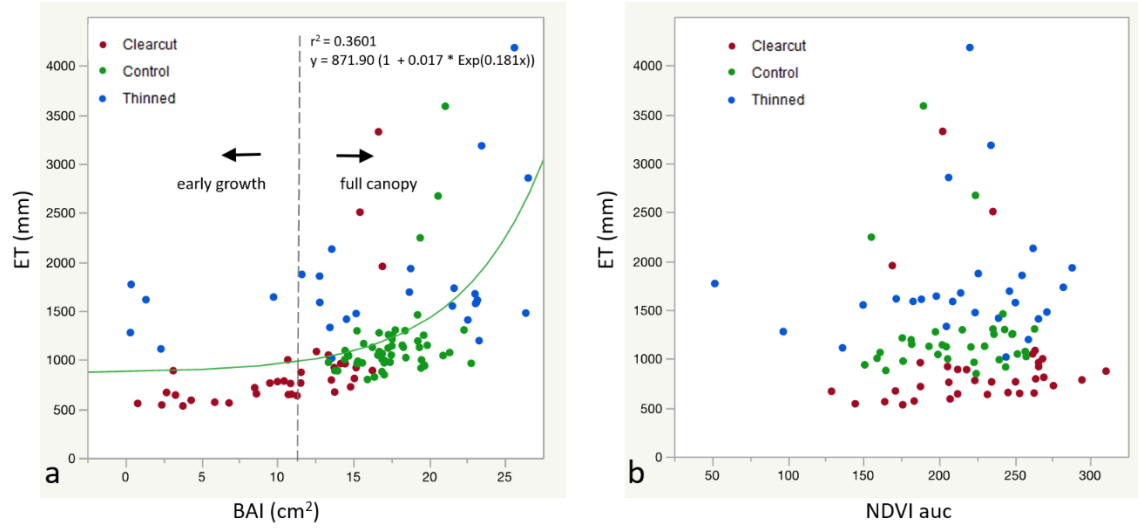 Clearcut
Control
Thinned
r² = 0.3601
y = 871.90 (1 + 0.017 * Exp(0.181x))
early growth
full canopy
4000
3500
3000
2500
2000
1500
1000
500
0
ET (mm)
a
0
5
10
15
20
25
BAI (cm²)
Clearcut
Control
Thinned
4000
3500
3000
2500
2000
1500
1000
500
0
ET (mm)
b
50
100
150
200
250
300
NDVI auc